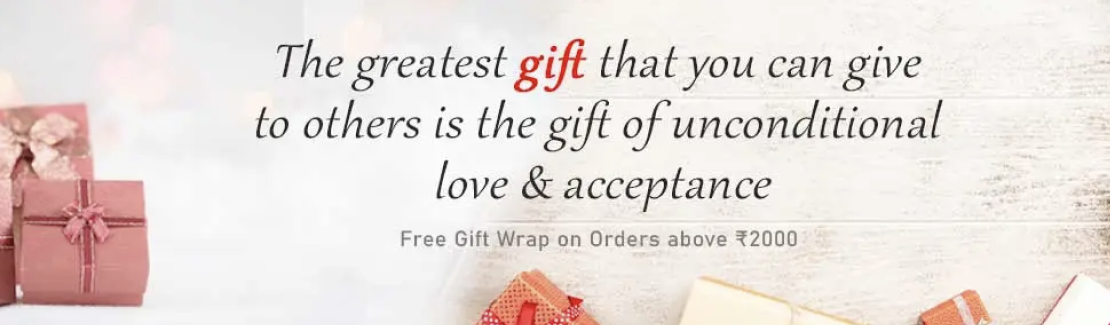 The greatest gift that you can give
to others is the gift of unconditional
love & acceptance
Free Gift Wrap on Orders above ₹2000